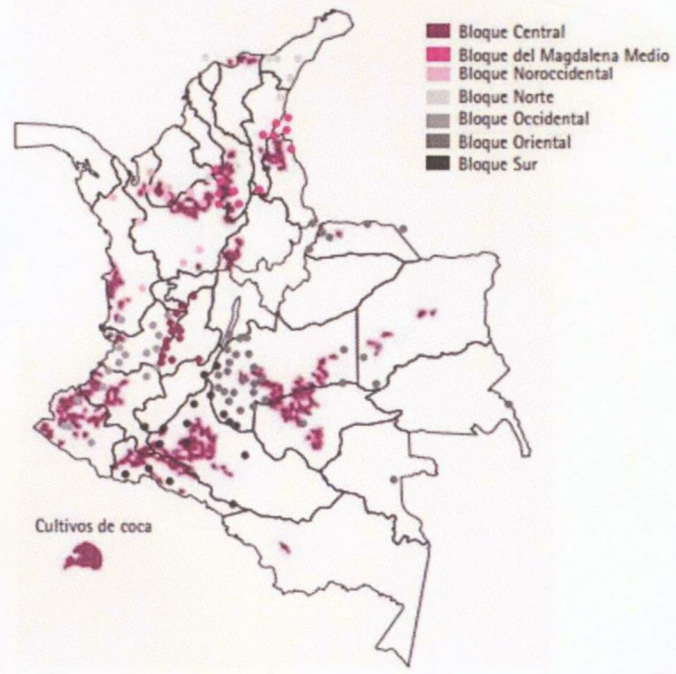 Bloque Central
Bloque del Magdalena Medio
Bloque Noroccidental
Bloque Norte
Bloque Occidental
Bloque Oriental
Bloque Sur
Cultivos de coca